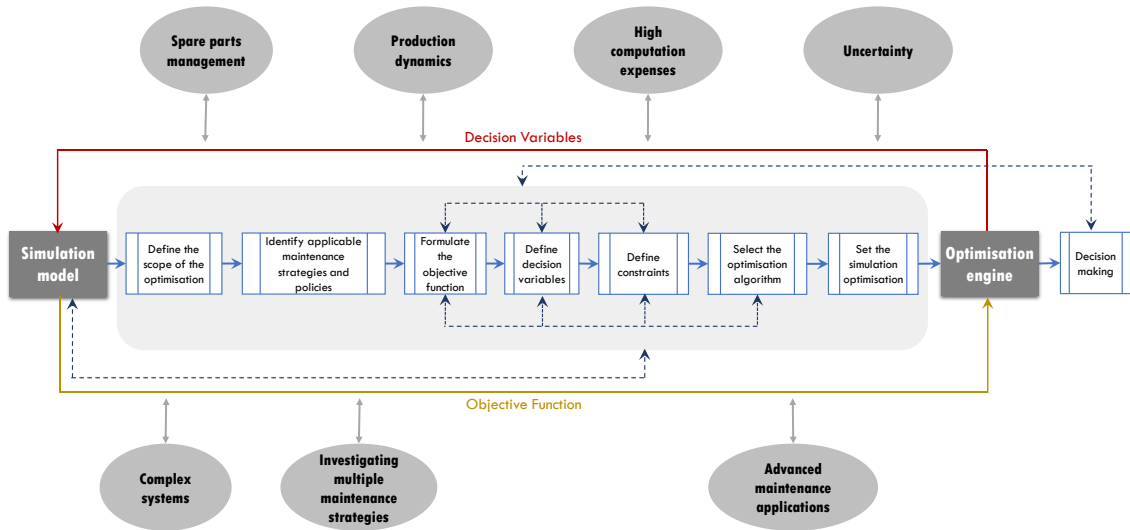 Spare parts
management
Production
dynamics
High
computation
expenses
Uncertainty
Decision Variables
Simulation
model
Define the
scope of the
optimisation
Identify applicable
maintenance
strategies and
policies
Formulate
the
objective
function
Define
decision
variables
Define
constraints
Select the
optimisation
algorithm
Set the
simulation
optimisation
Optimisation
engine
Decision
making
Objective Function
Complex
systems
Investigating
multiple
maintenance
strategies
Advanced
maintenance
applications